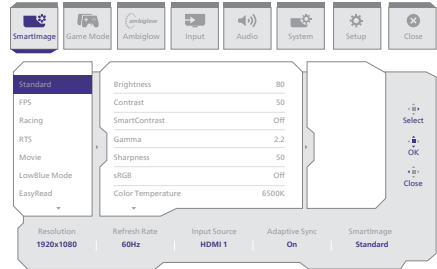 SmartImage
Game Mode
ambiglow
Ambiglow
Input
Audio
System
Setup
Close
Standard
FPS
Racing
RTS
Movie
LowBlue Mode
EasyRead
Brightness 80
Contrast 50
SmartContrast Off
Gamma 2.2
Sharpness 50
sRGB Off
Color Temperature 6500K
Select
OK
Close
Resolution Refresh Rate Input Source Adaptive Sync SmartImage
1920x1080 60Hz HDMI 1 On Standard